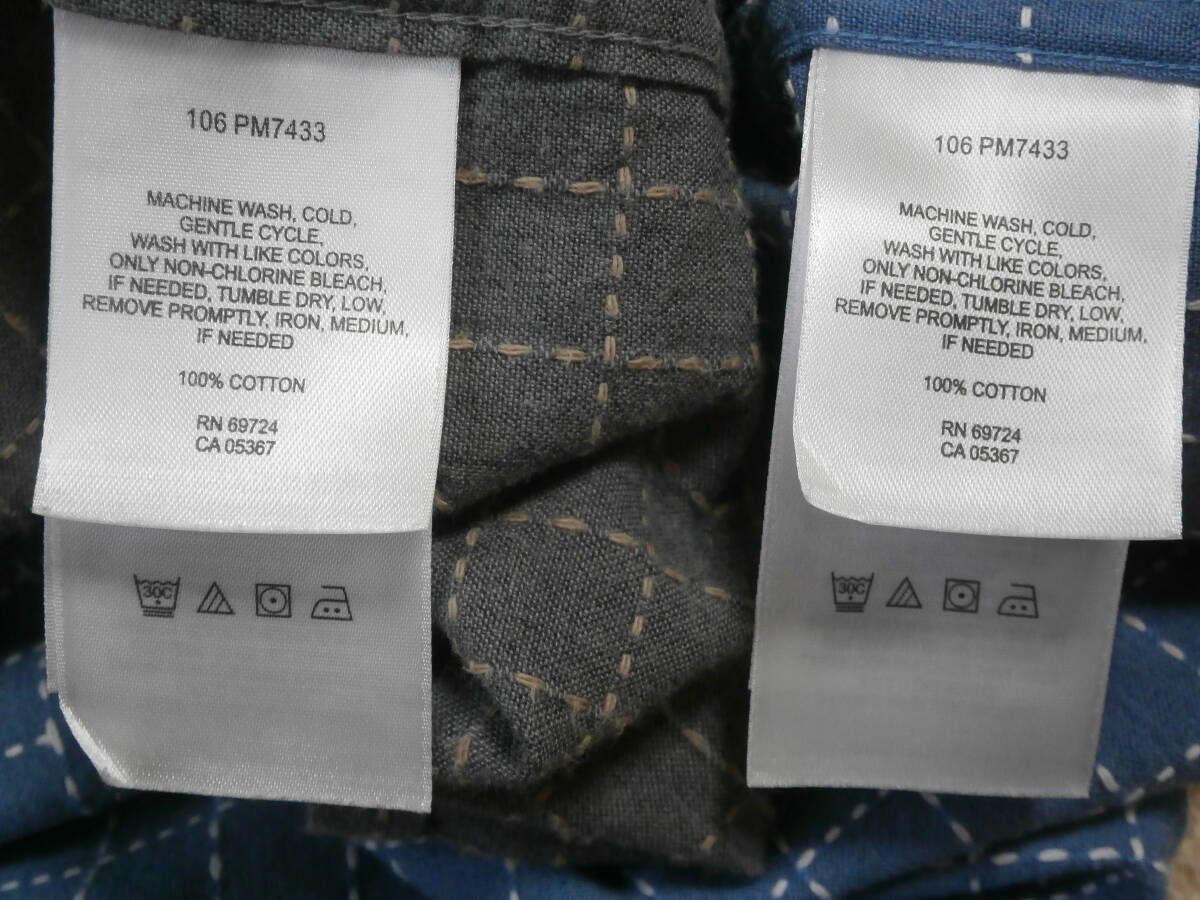 106 PM7433
MACHINE WASH, COLD,
GENTLE CYCLE,
WASH WITH LIKE COLORS,
ONLY NON-CHLORINE BLEACH,
IF NEEDED, TUMBLE DRY, LOW,
REMOVE PROMPTLY, IRON, MEDIUM,
IF NEEDED
100% COTTON
RN 69724
CA 05367
30C
106 PM7433
MACHINE WASH, COLD,
GENTLE CYCLE,
WASH WITH LIKE COLORS,
ONLY NON-CHLORINE BLEACH,
IF NEEDED, TUMBLE DRY, LOW,
REMOVE PROMPTLY, IRON, MEDIUM,
IF NEEDED
100% COTTON
RN 69724
CA 05367
30C